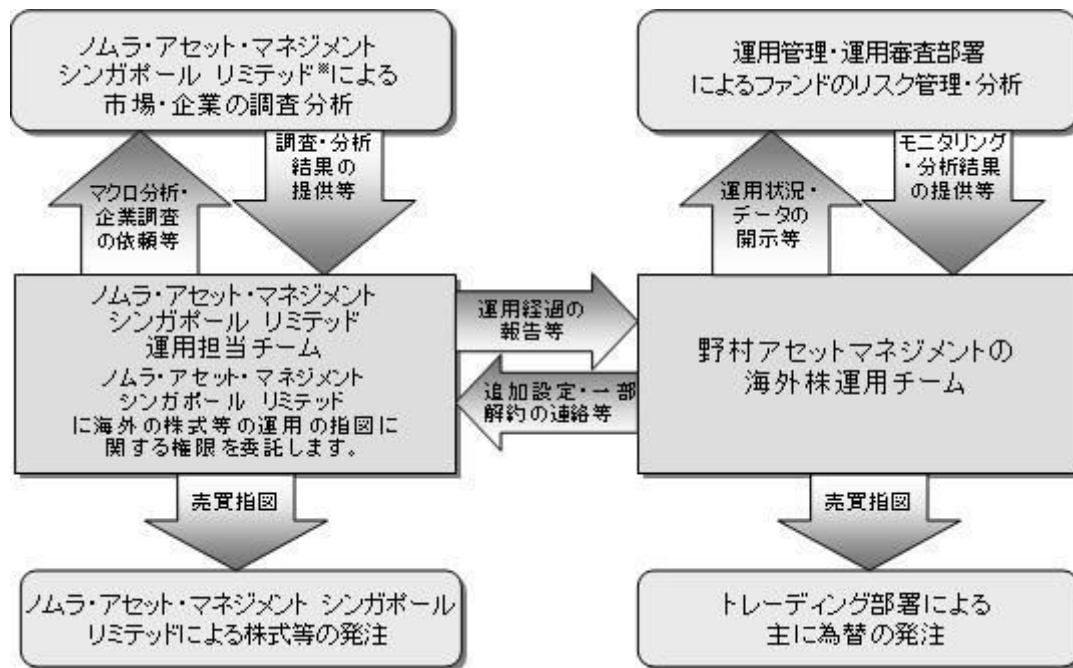 ノムラ・アセット・マネジメント
シンガポール リミテッド※による
市場・企業の調査分析
運用管理・運用審査部署
によるファンドのリスク管理・分析
マクロ分析・
企業調査
の依頼等
調査・分析
結果の
提供等
運用状況・
データの
開示等
モニタリング
・分析結果
の提供等
ノムラ・アセット・マネジメント
シンガポール リミテッド
運用担当チーム
ノムラ・アセット・マネジメント
シンガポール リミテッド
に海外の株式等の運用の指図に
関する権限を委託します。
運用経過の
報告等
追加設定・一部
解約の連絡等
野村アセットマネジメントの
海外株運用チーム
売買指図
売買指図
ノムラ・アセット・マネジメント シンガポール
リミテッドによる株式等の発注
トレーディング部署による
主に為替の発注